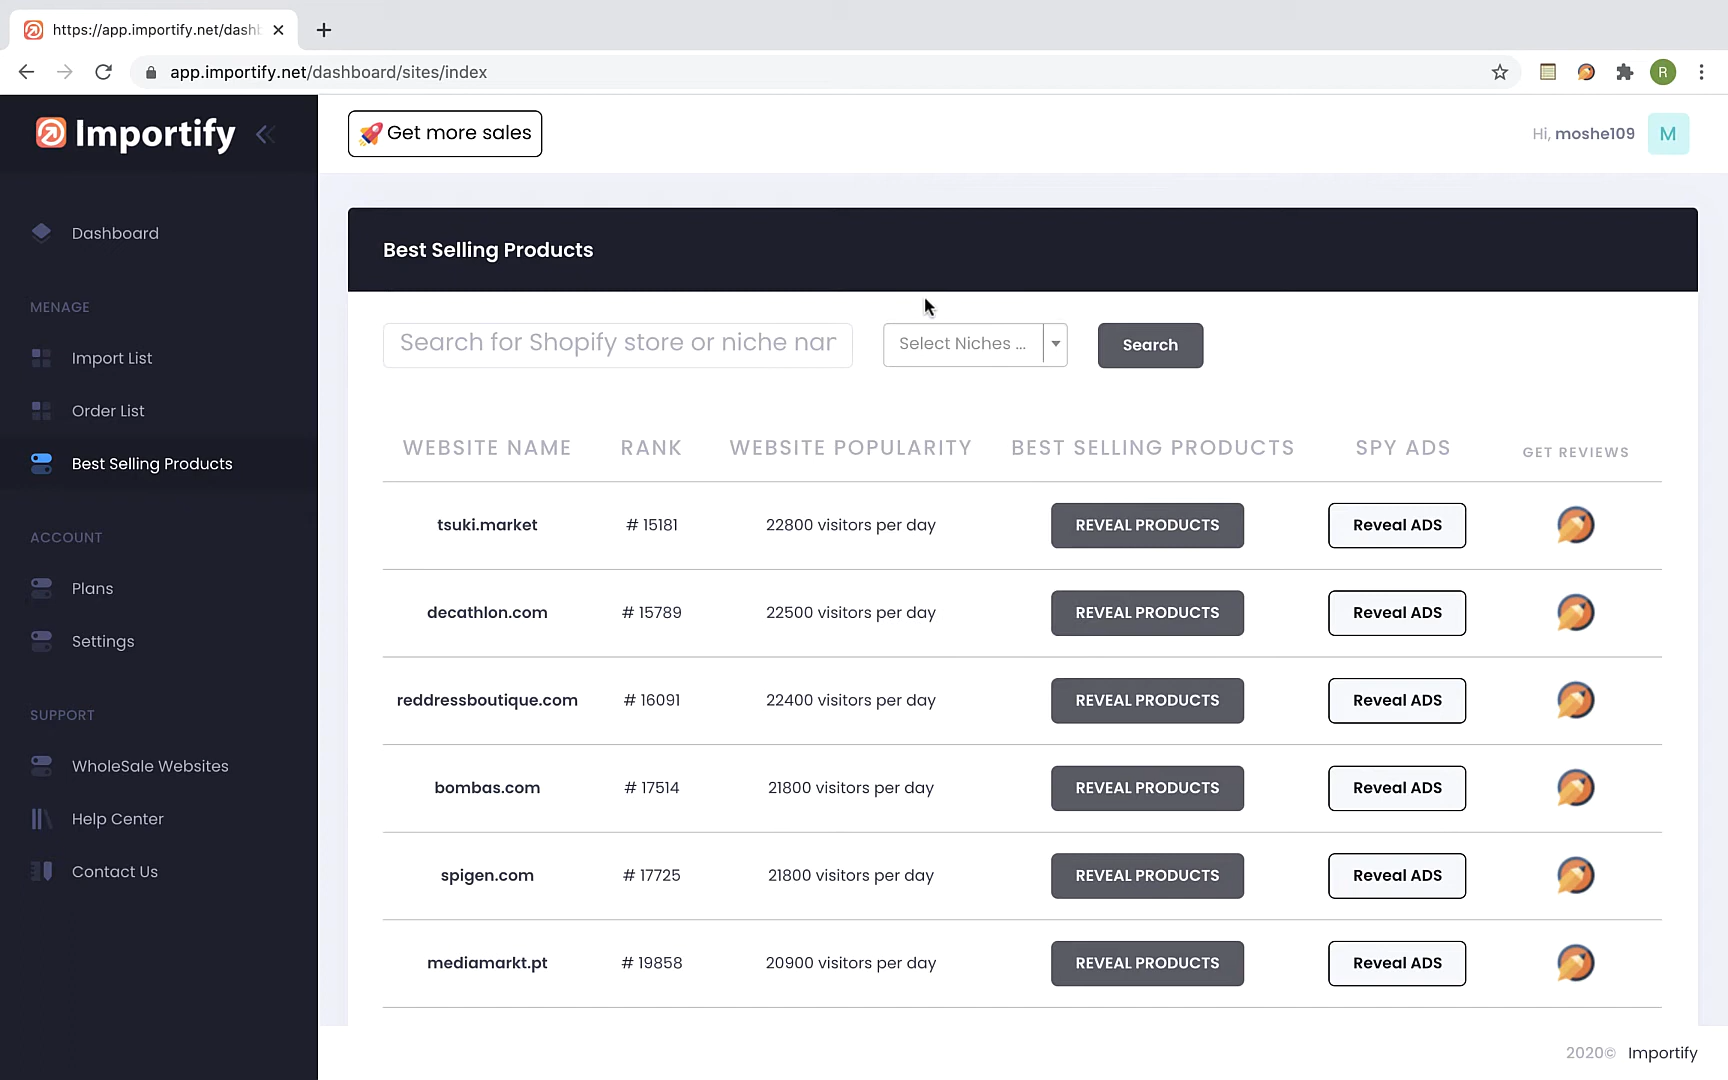 https://app.importify.net/dashb
app.importify.net/dashboard/sites/index
R
Importify
Get more sales
Hi, moshe109
M
Dashboard
MENAGE
Import List
Order List
Best Selling Products
ACCOUNT
Plans
Settings
SUPPORT
WholeSale Websites
Help Center
Contact Us
Best Selling Products
Search for Shopify store or niche nar
Select Niches ...
Search
WEBSITE NAME RANK WEBSITE POPULARITY BEST SELLING PRODUCTS SPY ADS GET REVIEWS
tsuki.market # 15181 22800 visitors per day REVEAL PRODUCTS Reveal ADS
decathlon.com # 15789 22500 visitors per day REVEAL PRODUCTS Reveal ADS
reddressboutique.com # 16091 22400 visitors per day REVEAL PRODUCTS Reveal ADS
bombas.com # 17514 21800 visitors per day REVEAL PRODUCTS Reveal ADS
spigen.com # 17725 21800 visitors per day REVEAL PRODUCTS Reveal ADS
mediamarkt.pt # 19858 20900 visitors per day REVEAL PRODUCTS Reveal ADS
2020© Importify